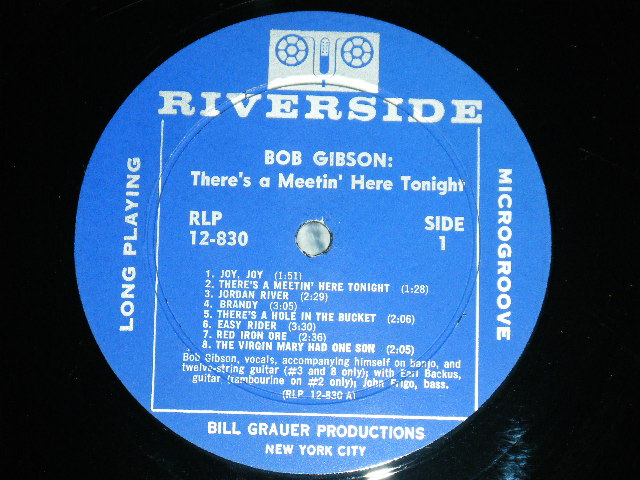 RIVERSIDE
BOB GIBSON:
There's a Meetin' Here Tonight
RLP
12-830
SIDE
1
LONG PLAYING
MICROGROOVE
1. JOY, JOY (1:51)
2. THERE'S A MEETIN' HERE TONIGHT (1:28)
3. JORDAN RIVER (2:29)
4. BRANDY (3:05)
5. THERE'S A HOLE IN THE BUCKET (2:06)
6. EASY RIDER (3:30)
7. RED IRON ORE (2:36)
8. THE VIRGIN MARY HAD ONE SON (2:05)
Bob Gibson, vocals, accompanying himself on banjo, and
twelve-string guitar (#3 and 8 only); with Earl Backus,
guitar (tambourine on #2 only); John Frigo, bass.
(RLP 12-830 A)
BILL GRAUER PRODUCTIONS
NEW YORK CITY